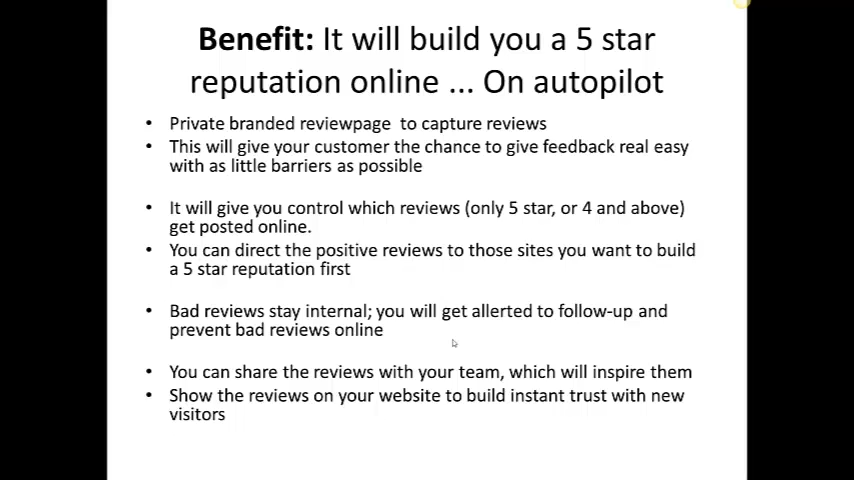 Benefit: It will build you a 5 star
reputation online ... On autopilot
• Private branded reviewpage to capture reviews
• This will give your customer the chance to give feedback real easy
with as little barriers as possible
• It will give you control which reviews (only 5 star, or 4 and above)
get posted online.
• You can direct the positive reviews to those sites you want to build
a 5 star reputation first
• Bad reviews stay internal; you will get allerted to follow-up and
prevent bad reviews online
• You can share the reviews with your team, which will inspire them
• Show the reviews on your website to build instant trust with new
visitors